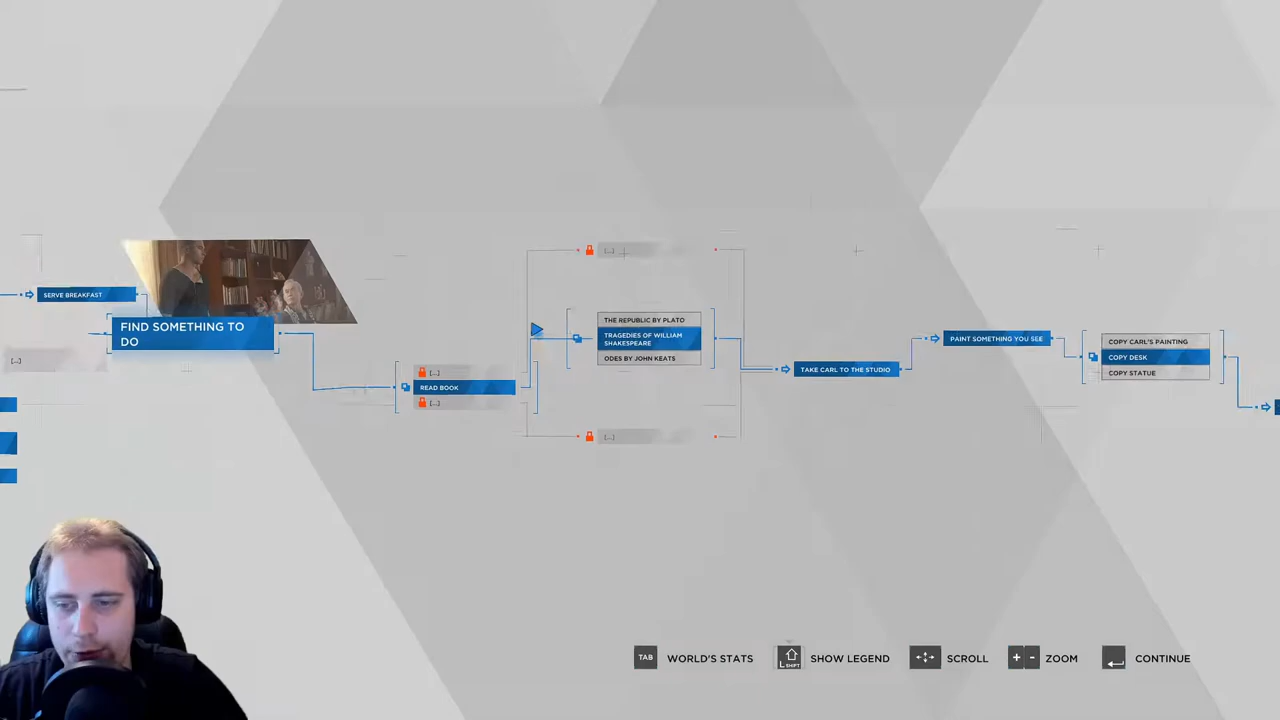 SERVE BREAKFAST
FIND SOMETHING TO
DO
[...]
[...]
READ BOOK
[...]
[...]
THE REPUBLIC BY PLATO
TRAGEDIES OF WILLIAM
SHAKESPEARE
ODES BY JOHN KEATS
[...]
TAKE CARL TO THE STUDIO
PAINT SOMETHING YOU SEE
COPY CARL'S PAINTING
COPY DESK
COPY STATUE
TAB WORLD'S STATS
L SHIFT SHOW LEGEND
SCROLL
+ - ZOOM
CONTINUE